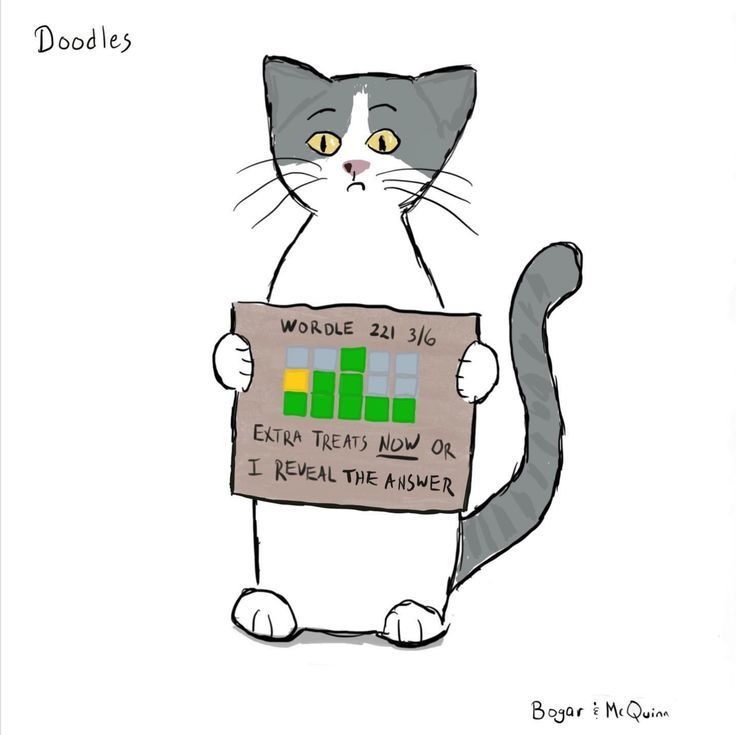 Doodles
WORDLE 221 3/6
EXTRA TREATS NOW OR
I REVEAL THE ANSWER
Bogar & McQuinn